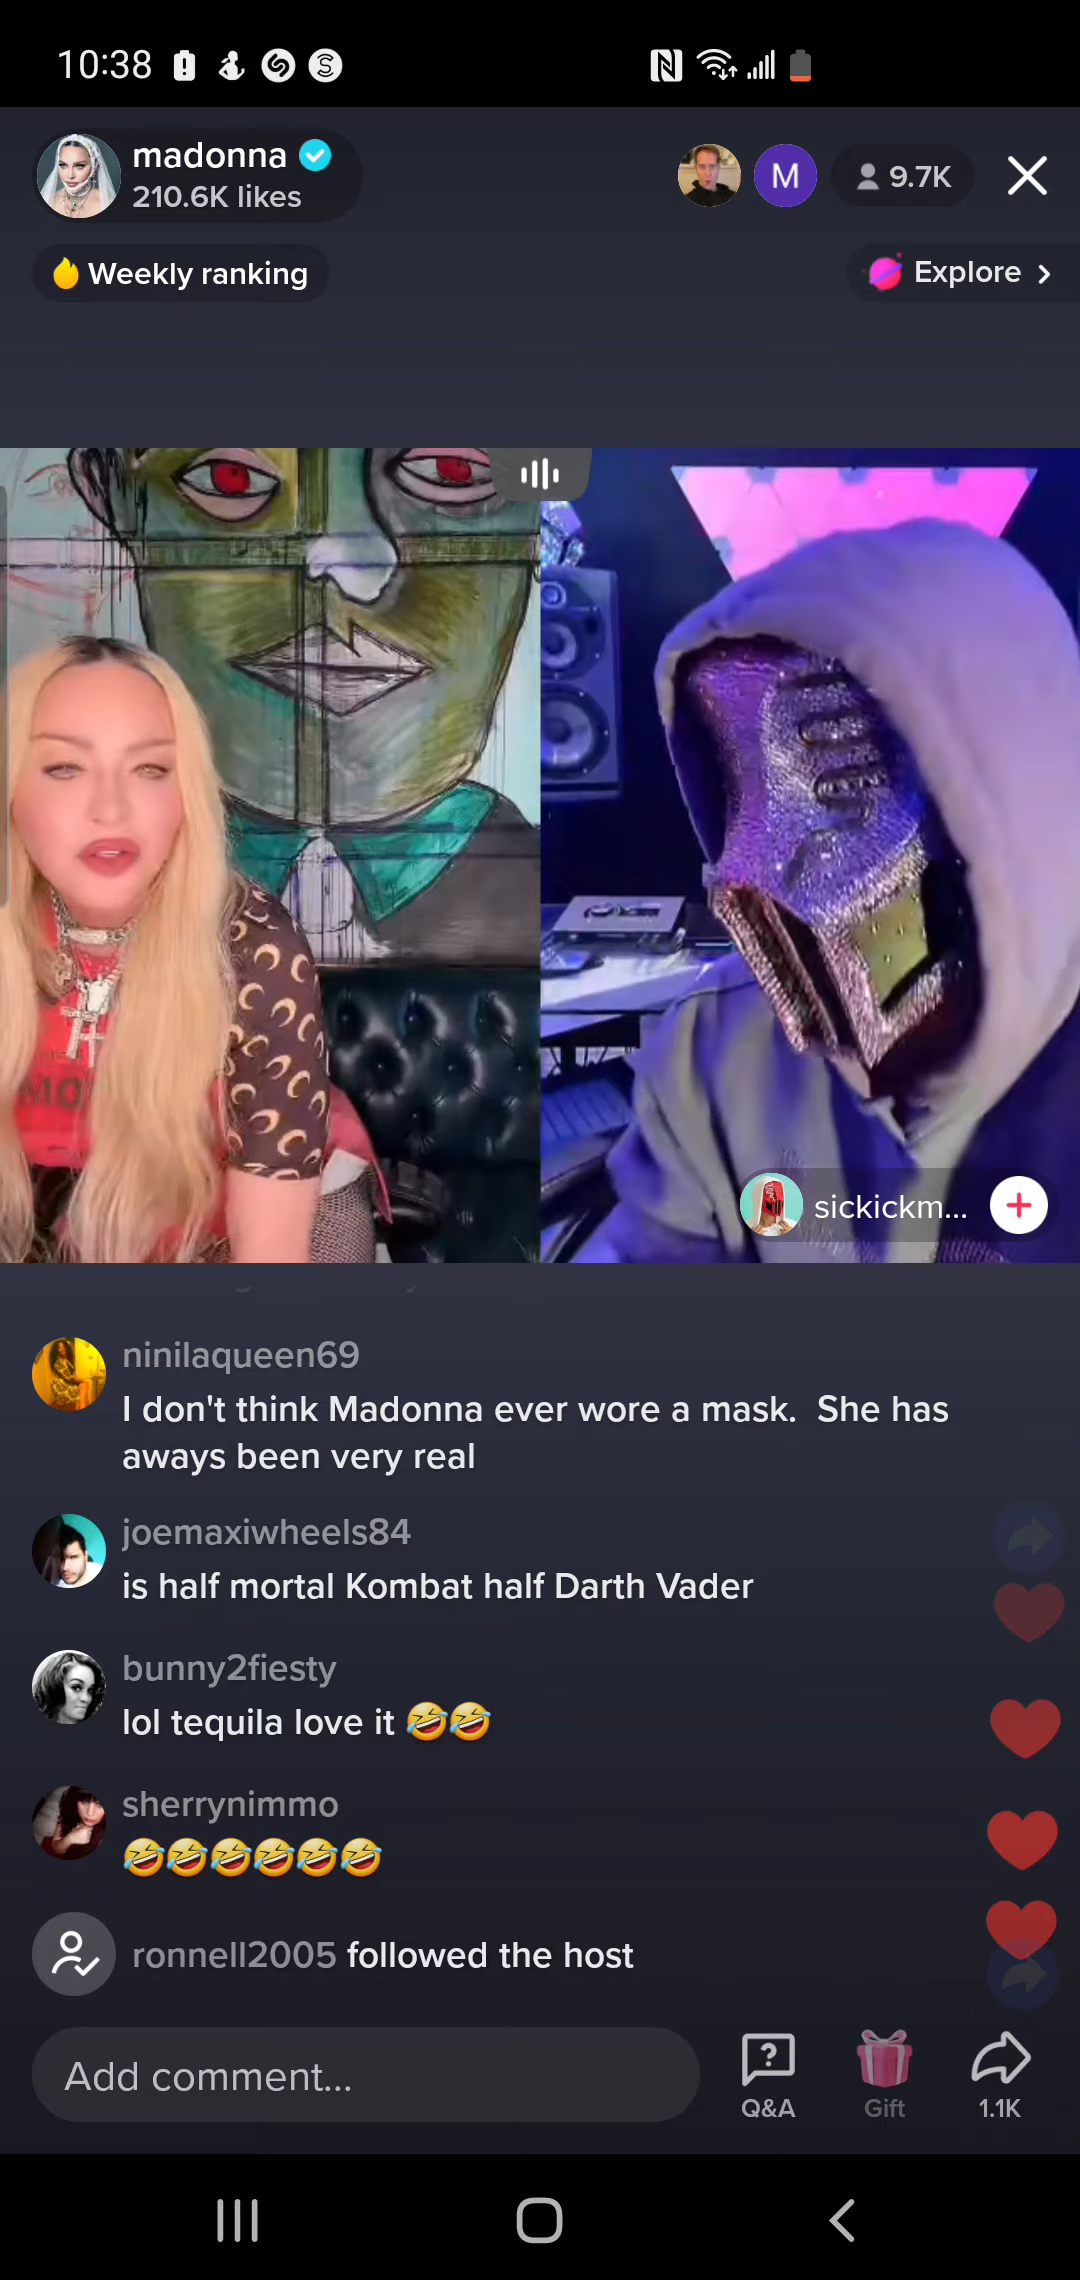 10:38
madonna
210.6K likes
M
9.7K
Weekly ranking
Explore
sickickm...
ninilaqueen69
I don't think Madonna ever wore a mask.  She has
aways been very real
joemaxiwheels84
is half mortal Kombat half Darth Vader
bunny2fiesty
lol tequila love it 🤣🤣
sherrynimmo
🤣🤣🤣🤣🤣🤣
ronnell2005 followed the host
Add comment...
Q&A
Gift
1.1K